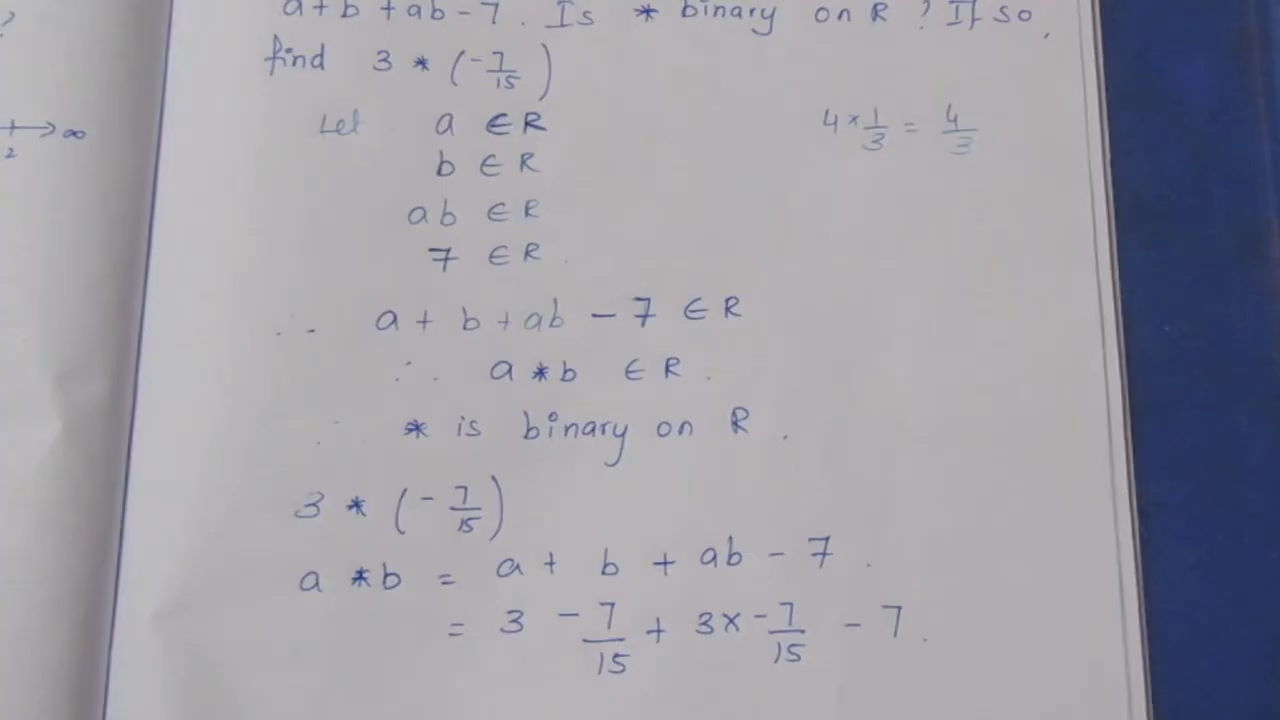 ?
a + b + ab - 7. Is * binary on R ? If so,
find 3 * (-7/15)
Let a ∈ R
4 × 1/3 = 4/3
→ ∞
2
b ∈ R
ab ∈ R
7 ∈ R.
∴ a + b + ab - 7 ∈ R
∴ a * b ∈ R.
∴ * is binary on R.
3 * (-7/15)
a * b = a + b + ab - 7.
= 3 - 7/15 + 3 × -7/15 - 7.